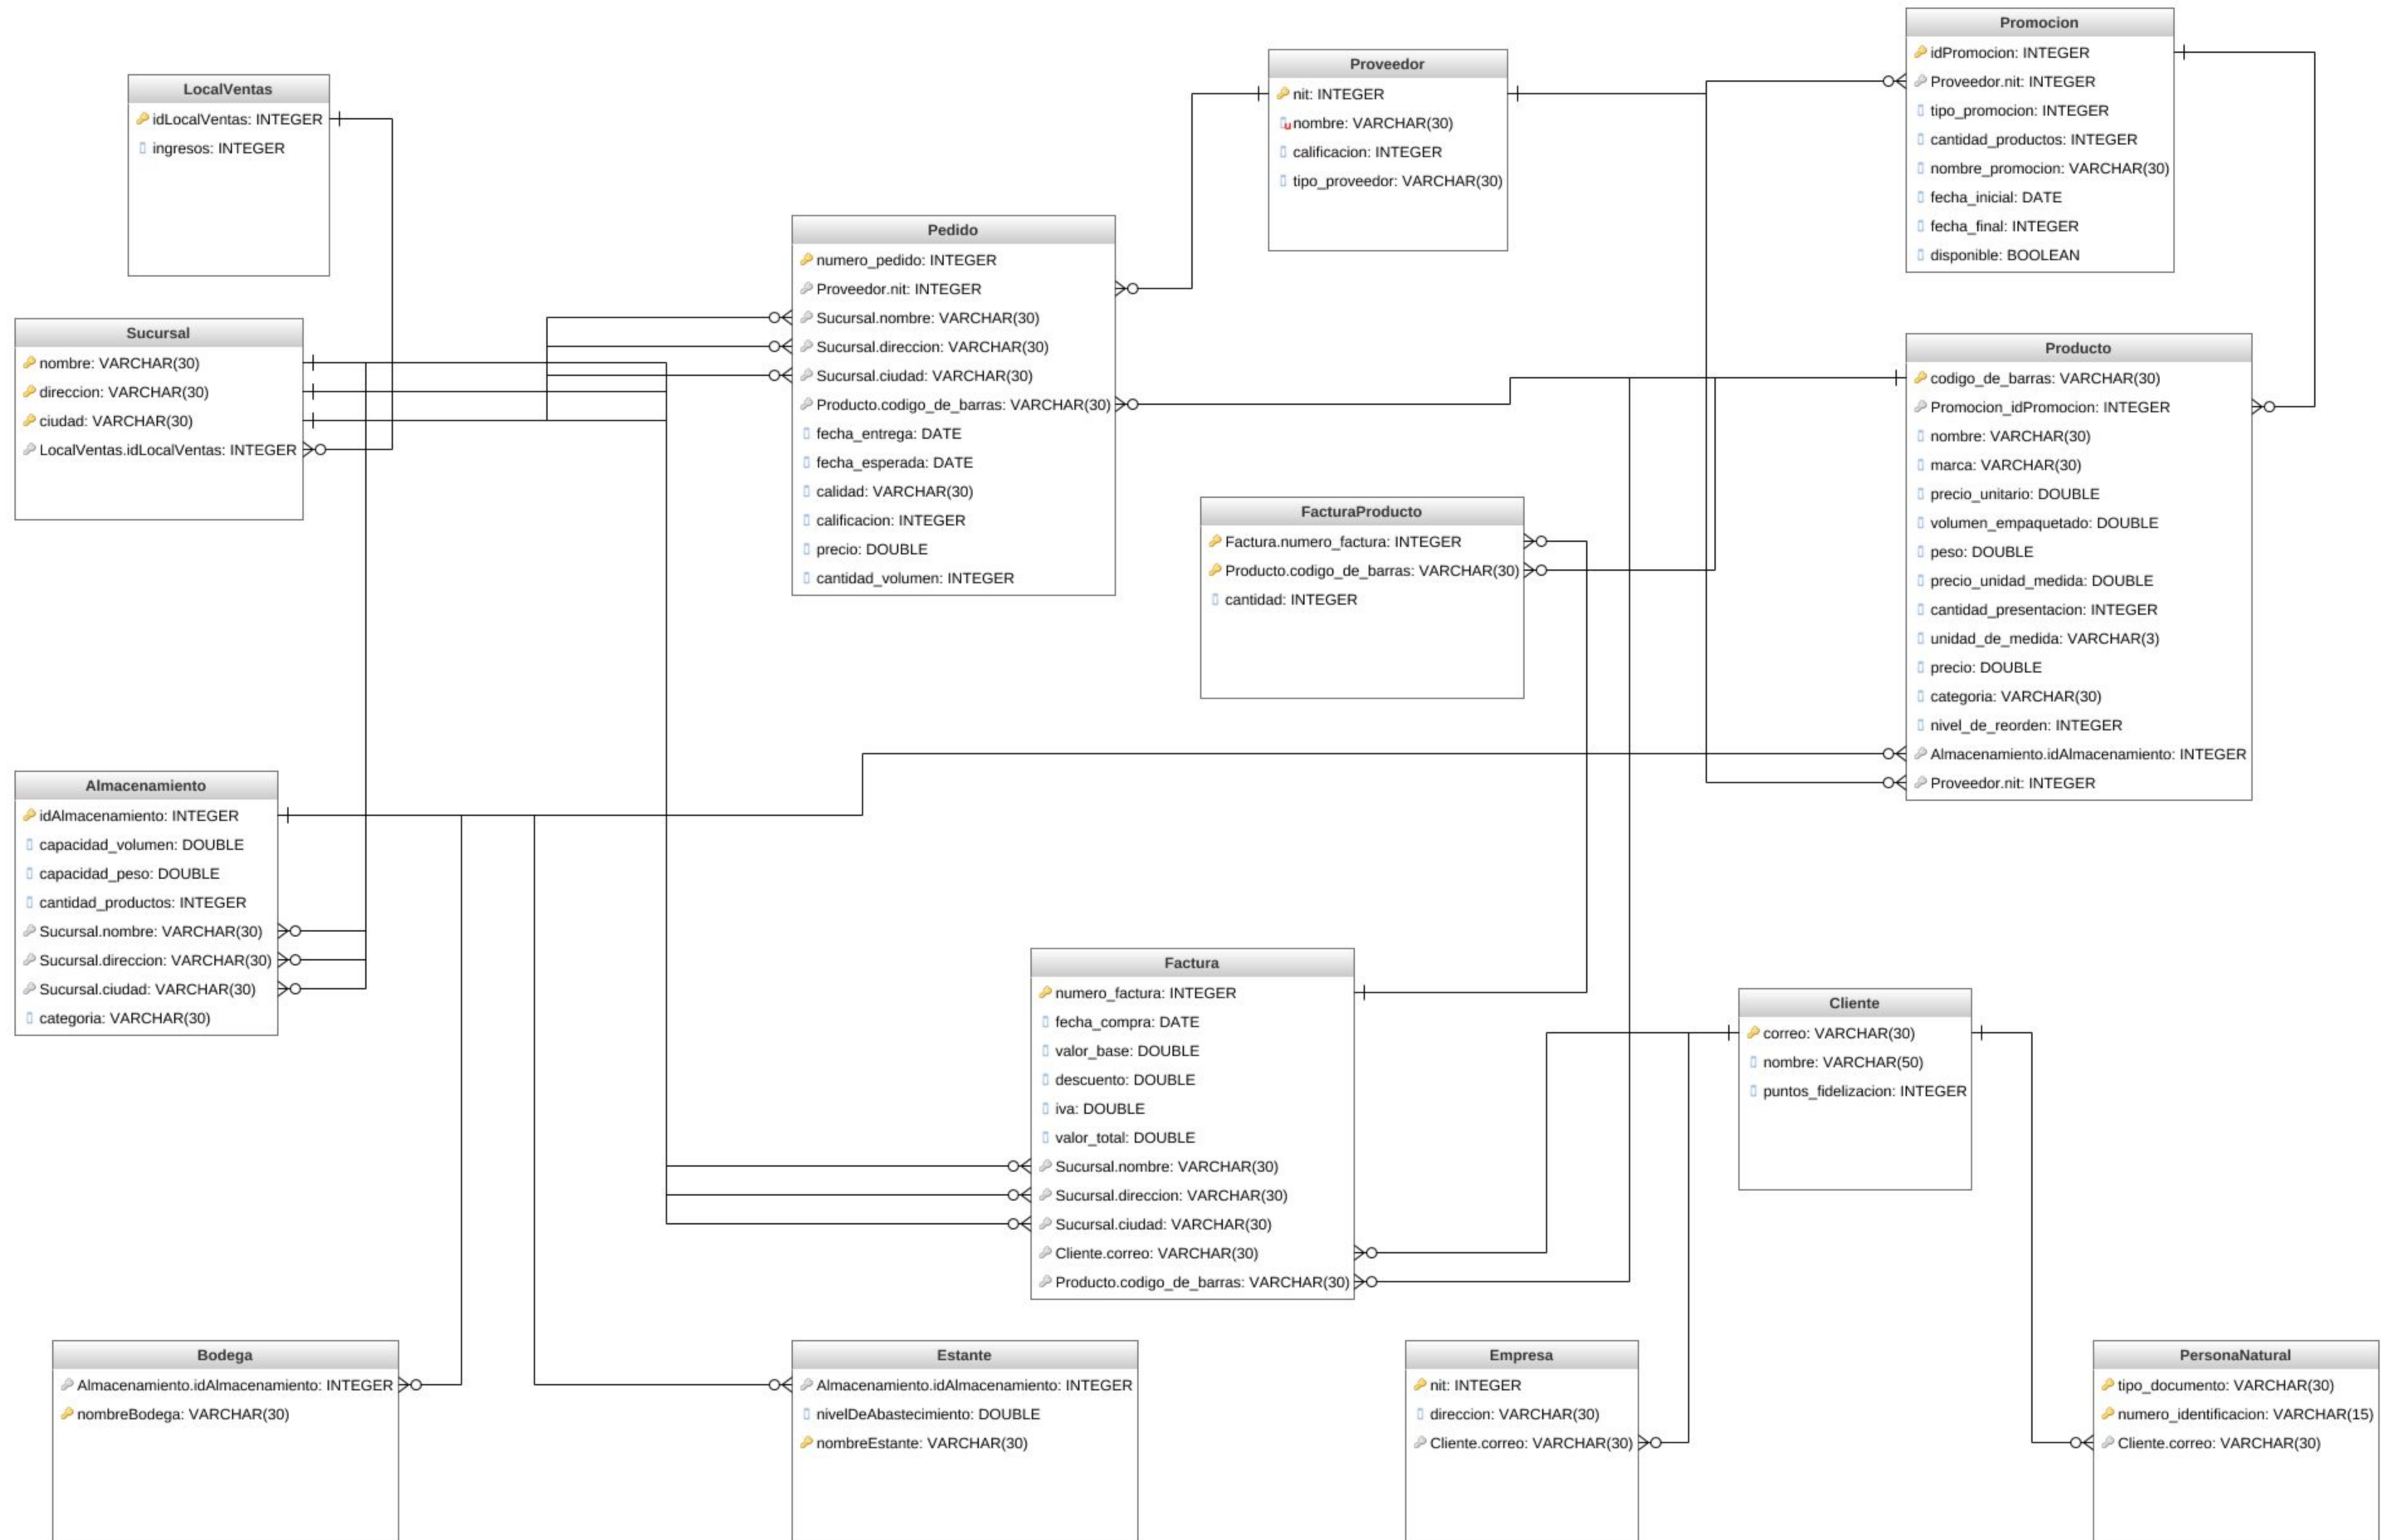 LocalVentas
idLocalVentas: INTEGER
ingresos: INTEGER
Sucursal
nombre: VARCHAR(30)
direccion: VARCHAR(30)
ciudad: VARCHAR(30)
LocalVentas.idLocalVentas: INTEGER
Pedido
numero_pedido: INTEGER
Proveedor.nit: INTEGER
Sucursal.nombre: VARCHAR(30)
Sucursal.direccion: VARCHAR(30)
Sucursal.ciudad: VARCHAR(30)
Producto.codigo_de_barras: VARCHAR(30)
fecha_entrega: DATE
fecha_esperada: DATE
calidad: VARCHAR(30)
calificacion: INTEGER
precio: DOUBLE
cantidad_volumen: INTEGER
Proveedor
nit: INTEGER
nombre: VARCHAR(30)
calificacion: INTEGER
tipo_proveedor: VARCHAR(30)
Promocion
idPromocion: INTEGER
Proveedor.nit: INTEGER
tipo_promocion: INTEGER
cantidad_productos: INTEGER
nombre_promocion: VARCHAR(30)
fecha_inicial: DATE
fecha_final: INTEGER
disponible: BOOLEAN
Producto
codigo_de_barras: VARCHAR(30)
Promocion_idPromocion: INTEGER
nombre: VARCHAR(30)
marca: VARCHAR(30)
precio_unitario: DOUBLE
volumen_empaquetado: DOUBLE
peso: DOUBLE
precio_unidad_medida: DOUBLE
cantidad_presentacion: INTEGER
unidad_de_medida: VARCHAR(3)
precio: DOUBLE
categoria: VARCHAR(30)
nivel_de_reorden: INTEGER
Almacenamiento.idAlmacenamiento: INTEGER
Proveedor.nit: INTEGER
FacturaProducto
Factura.numero_factura: INTEGER
Producto.codigo_de_barras: VARCHAR(30)
cantidad: INTEGER
Almacenamiento
idAlmacenamiento: INTEGER
capacidad_volumen: DOUBLE
capacidad_peso: DOUBLE
cantidad_productos: INTEGER
Sucursal.nombre: VARCHAR(30)
Sucursal.direccion: VARCHAR(30)
Sucursal.ciudad: VARCHAR(30)
categoria: VARCHAR(30)
Factura
numero_factura: INTEGER
fecha_compra: DATE
valor_base: DOUBLE
descuento: DOUBLE
iva: DOUBLE
valor_total: DOUBLE
Sucursal.nombre: VARCHAR(30)
Sucursal.direccion: VARCHAR(30)
Sucursal.ciudad: VARCHAR(30)
Cliente.correo: VARCHAR(30)
Producto.codigo_de_barras: VARCHAR(30)
Cliente
correo: VARCHAR(30)
nombre: VARCHAR(50)
puntos_fidelizacion: INTEGER
Bodega
Almacenamiento.idAlmacenamiento: INTEGER
nombreBodega: VARCHAR(30)
Estante
Almacenamiento.idAlmacenamiento: INTEGER
nivelDeAbastecimiento: DOUBLE
nombreEstante: VARCHAR(30)
Empresa
nit: INTEGER
direccion: VARCHAR(30)
Cliente.correo: VARCHAR(30)
PersonaNatural
tipo_documento: VARCHAR(30)
numero_identificacion: VARCHAR(15)
Cliente.correo: VARCHAR(30)